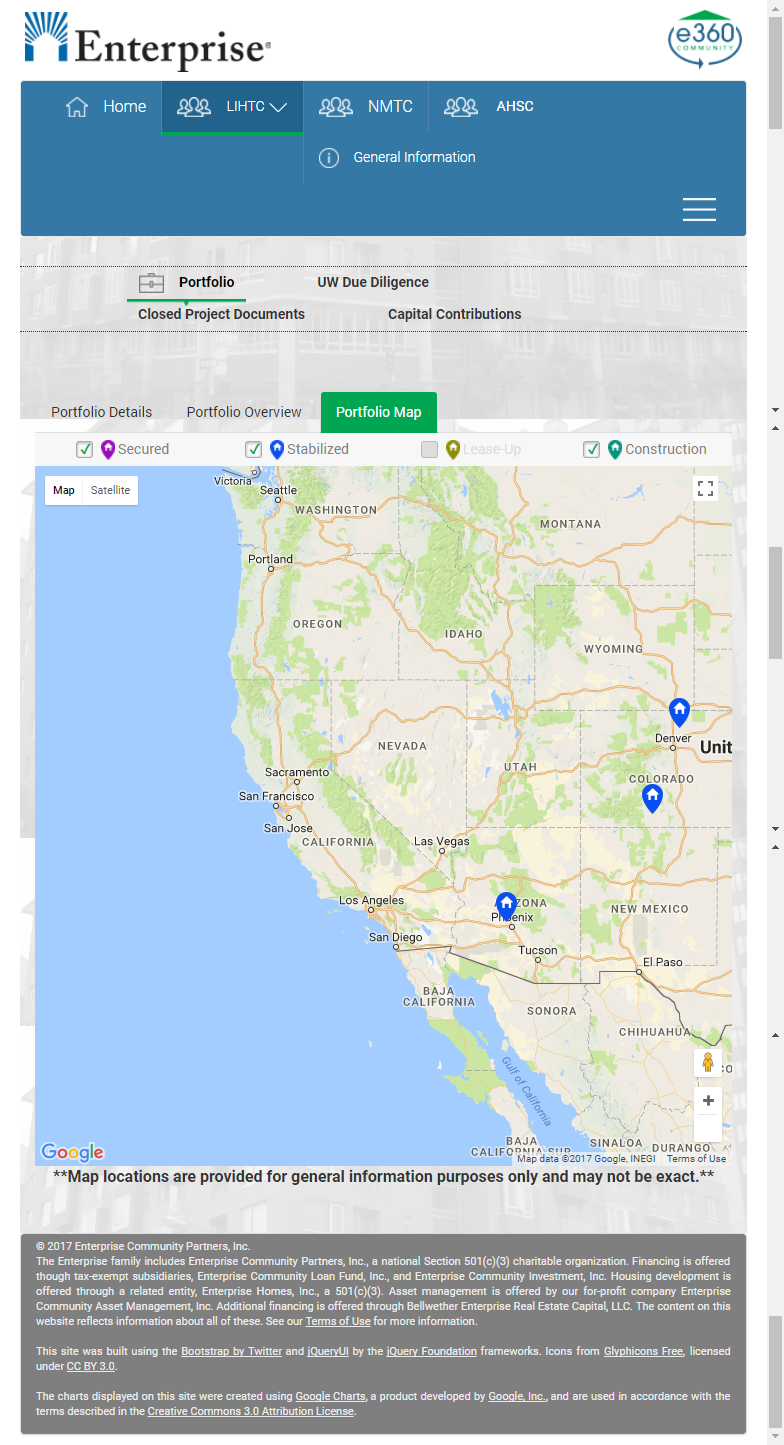 Enterprise®
e360
COMMUNITY
Home
LIHTC
NMTC
AHSC
General Information
Portfolio
UW Due Diligence
Closed Project Documents
Capital Contributions
Portfolio Details
Portfolio Overview
Portfolio Map
Secured
Stabilized
Lease-Up
Construction
Map
Satellite
Victoria
Seattle
WASHINGTON
MONTANA
Portland
OREGON
IDAHO
WYOMING
Denver
Unit
NEVADA
UTAH
COLORADO
Sacramento
San Francisco
San Jose
CALIFORNIA
Las Vegas
Los Angeles
ZONA
Ph enix
NEW MEXICO
San Diego
Tucson
El Paso
BAJA
CALIFORNIA
SONORA
CHIHUAHUA
Gulf of California
CO
BAJA
CALIFORNIA SUR
SINALOA
DURANGO
Google
Map data ©2017 Google, INEGI
Terms of Use
**Map locations are provided for general information purposes only and may not be exact.**
© 2017 Enterprise Community Partners, Inc.
The Enterprise family includes Enterprise Community Partners, Inc., a national Section 501(c)(3) charitable organization. Financing is offered
though tax-exempt subsidiaries, Enterprise Community Loan Fund, Inc., and Enterprise Community Investment, Inc. Housing development is
offered through a related entity, Enterprise Homes, Inc., a 501(c)(3). Asset management is offered by our for-profit company Enterprise
Community Asset Management, Inc. Additional financing is offered through Bellwether Enterprise Real Estate Capital, LLC. The content on this
website reflects information about all of these. See our Terms of Use for more information.
This site was built using the Bootstrap by Twitter and jQueryUI by the jQuery Foundation frameworks. Icons from Glyphicons Free, licensed
under CC BY 3.0.
The charts displayed on this site were created using Google Charts, a product developed by Google, Inc., and are used in accordance with the
terms described in the Creative Commons 3.0 Attribution License.